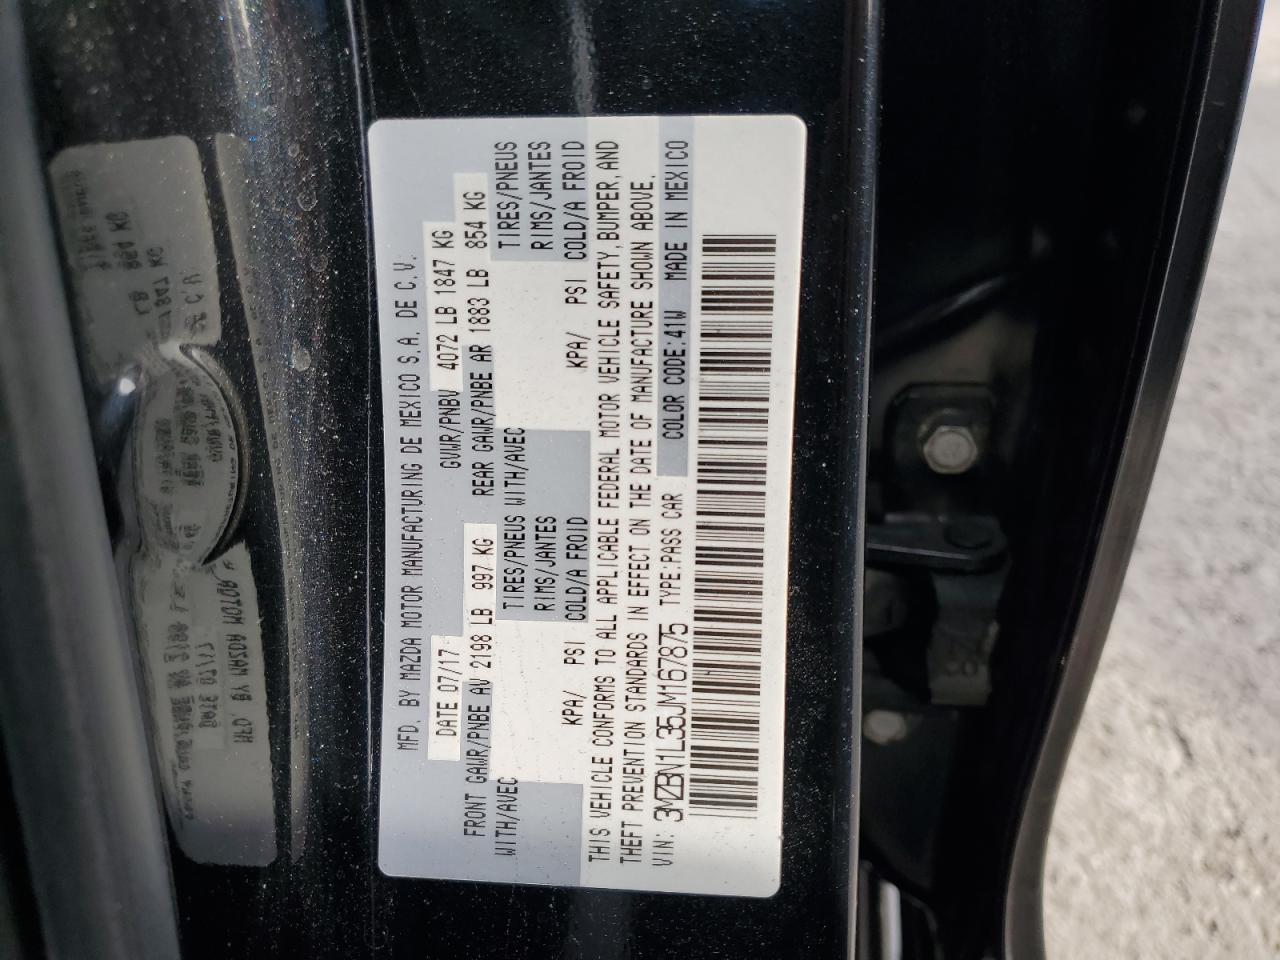 MFD. BY MAZDA MOTOR MANUFACTURING DE MEXICO S.A. DE C.V.
DATE 07/17 GVWR/PNBV 4072 LB 1847 KG
FRONT GAWR/PNBE AV 2198 LB 997 KG REAR GAWR/PNBE AR 1883 LB 854 KG
WITH/AVEC TIRES/PNEUS WITH/AVEC TIRES/PNEUS
RIMS/JANTES RIMS/JANTES
KPA/ PSI COLD/A FROID KPA/ PSI COLD/A FROID
THIS VEHICLE CONFORMS TO ALL APPLICABLE FEDERAL MOTOR VEHICLE SAFETY, BUMPER, AND
THEFT PREVENTION STANDARDS IN EFFECT ON THE DATE OF MANUFACTURE SHOWN ABOVE.
VIN: 3MZBN1L35JM167875 TYPE:PASS CAR COLOR CODE:41W MADE IN MEXICO